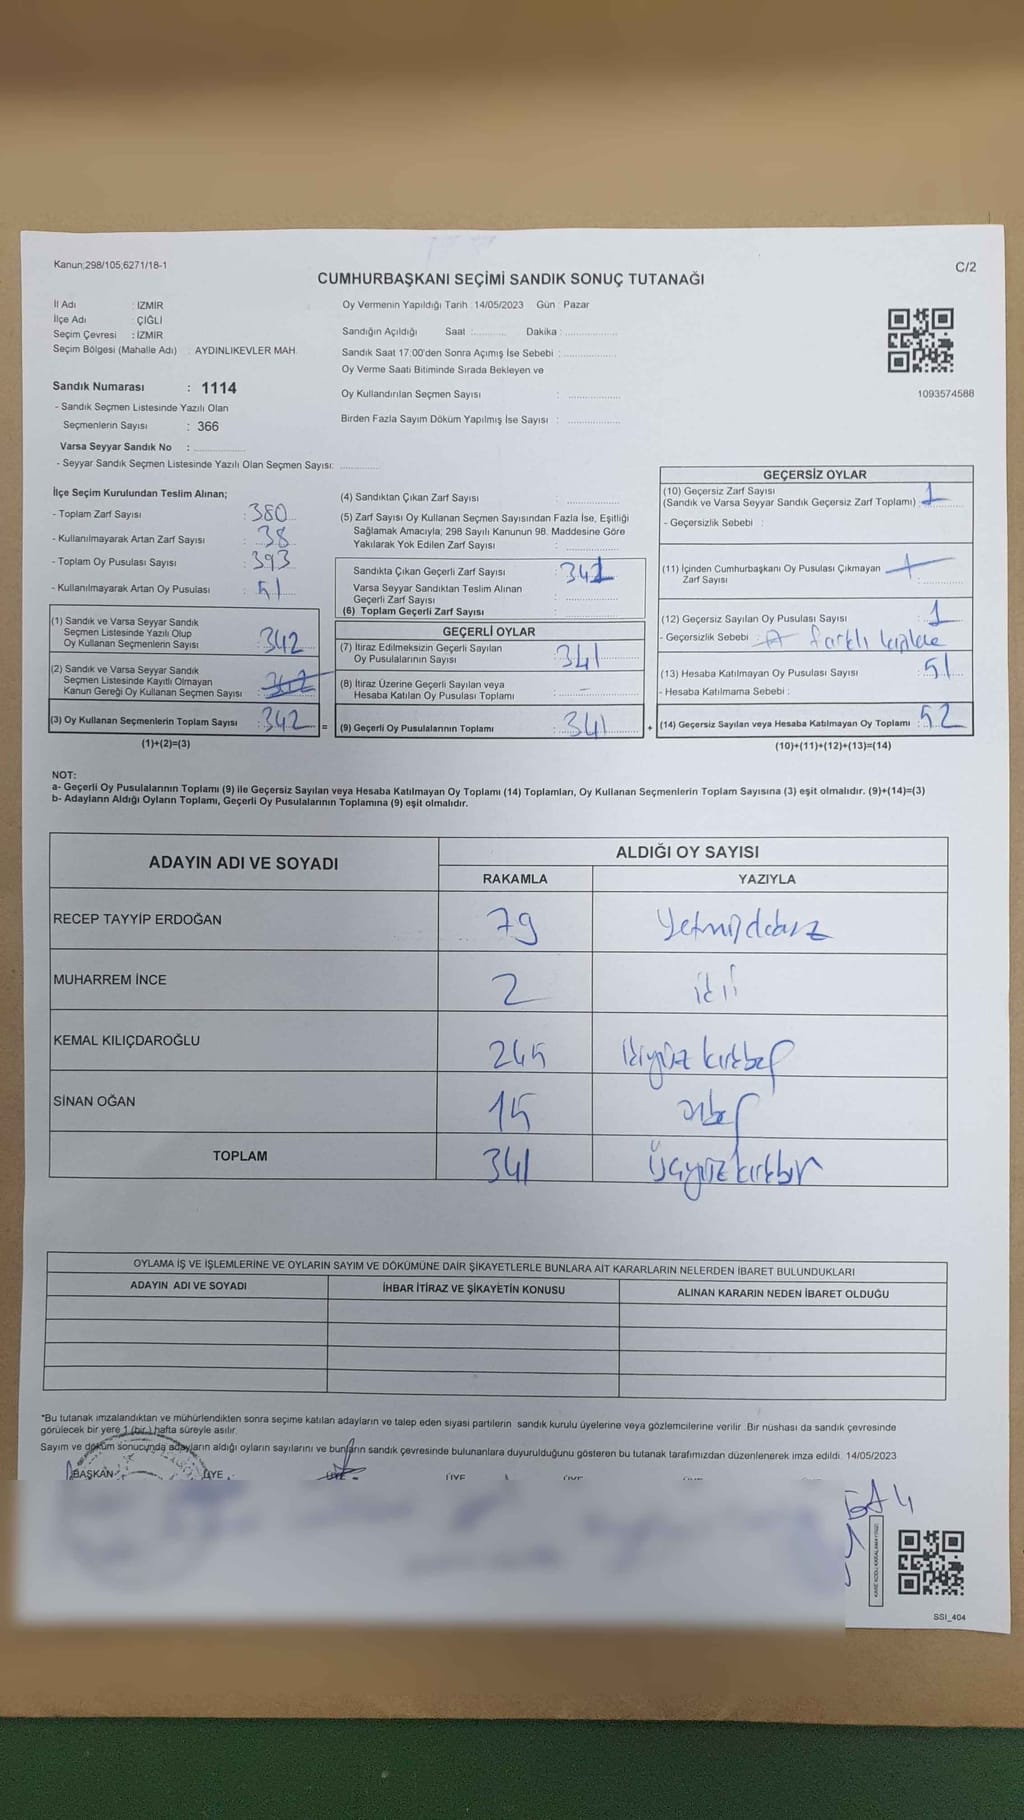 Kanun;298/105;6271/18-1
C/2
CUMHURBAŞKANI SEÇİMİ SANDIK SONUÇ TUTANAĞI
İl Adı : İZMİR
İlçe Adı : ÇİĞLİ
Seçim Çevresi : İZMİR
Seçim Bölgesi (Mahalle Adı) : AYDINLIKEVLER MAH.
Oy Vermenin Yapıldığı Tarih :14/05/2023 Gün : Pazar
Sandığın Açıldığı Saat :.......... Dakika :..............
Sandık Saat 17:00'den Sonra Açımış İse Sebebi :..............
Oy Verme Saati Bitiminde Sırada Bekleyen ve
Oy Kullandırılan Seçmen Sayısı : ..............
Birden Fazla Sayım Döküm Yapılmış İse Sayısı : ..............
1093574588
Sandık Numarası : 1114
- Sandık Seçmen Listesinde Yazılı Olan
Seçmenlerin Sayısı : 366
Varsa Seyyar Sandık No : ..............
- Seyyar Sandık Seçmen Listesinde Yazılı Olan Seçmen Sayısı: ..........
İlçe Seçim Kurulundan Teslim Alınan;
- Toplam Zarf Sayısı : 380
- Kullanılmayarak Artan Zarf Sayısı : 38
- Toplam Oy Pusulası Sayısı : 393
- Kullanılmayarak Artan Oy Pusulası : 51
(1) Sandık ve Varsa Seyyar Sandık
Seçmen Listesinde Yazılı Olup
Oy Kullanan Seçmenlerin Sayısı : 342
(2) Sandık ve Varsa Seyyar Sandık
Seçmen Listesinde Kayıtlı Olmayan
Kanun Gereği Oy Kullanan Seçmen Sayısı : 342
(3) Oy Kullanan Seçmenlerin Toplam Sayısı : 342 =
(1)+(2)=(3)
(4) Sandıktan Çıkan Zarf Sayısı : ..............
(5) Zarf Sayısı Oy Kullanan Seçmen Sayısından Fazla İse, Eşitliği
Sağlamak Amacıyla; 298 Sayılı Kanunun 98. Maddesine Göre
Yakılarak Yok Edilen Zarf Sayısı : ..............
Sandıkta Çıkan Geçerli Zarf Sayısı : 342
Varsa Seyyar Sandıktan Teslim Alınan
Geçerli Zarf Sayısı : ..............
(6) Toplam Geçerli Zarf Sayısı : ..............
GEÇERLİ OYLAR
(7) İtiraz Edilmeksizin Geçerli Sayılan
Oy Pusulalarının Sayısı : 341
(8) İtiraz Üzerine Geçerli Sayılan veya
Hesaba Katılan Oy Pusulası Toplamı : -
(9) Geçerli Oy Pusulalarının Toplamı : 341 +
GEÇERSİZ OYLAR
(10) Geçersiz Zarf Sayısı
(Sandık ve Varsa Seyyar Sandık Geçersiz Zarf Toplamı) : 1
- Geçersizlik Sebebi :
(11) İçinden Cumhurbaşkanı Oy Pusulası Çıkmayan
Zarf Sayısı :
(12) Geçersiz Sayılan Oy Pusulası Sayısı : 1
- Geçersizlik Sebebi : farklı
(13) Hesaba Katılmayan Oy Pusulası Sayısı : 51
- Hesaba Katılmama Sebebi :
(14) Geçersiz Sayılan veya Hesaba Katılmayan Oy Toplamı : 52
(10)+(11)+(12)+(13)=(14)
NOT:
a- Geçerli Oy Pusulalarının Toplamı (9) ile Geçersiz Sayılan veya Hesaba Katılmayan Oy Toplamı (14) Toplamları, Oy Kullanan Seçmenlerin Toplam Sayısına (3) eşit olmalıdır. (9)+(14)=(3)
b- Adayların Aldığı Oyların Toplamı, Geçerli Oy Pusulalarının Toplamına (9) eşit olmalıdır.
ADAYIN ADI VE SOYADI
ALDIĞI OY SAYISI
RAKAMLA YAZIYLA
RECEP TAYYİP ERDOĞAN 79 Yetmişdokuz
MUHARREM İNCE 2 iki
KEMAL KILIÇDAROĞLU 245 ikiyüz kırkbeş
SİNAN OĞAN 15 onbeş
TOPLAM 341 Üçyüz kırkbir
OYLAMA İŞ VE İŞLEMLERİNE VE OYLARIN SAYIM VE DÖKÜMÜNE DAİR ŞİKAYETLERLE BUNLARA AİT KARARLARIN NELERDEN İBARET BULUNDUKLARI
ADAYIN ADI VE SOYADI İHBAR İTİRAZ VE ŞİKAYETİN KONUSU ALINAN KARARIN NEDEN İBARET OLDUĞU
*Bu tutanak imzalandıktan ve mühürlendikten sonra seçime katılan adayların ve talep eden siyasi partilerin sandık kurulu üyelerine veya gözlemcilerine verilir. Bir nüshası da sandık çevresinde
görülecek bir yere 1 (bir) hafta süreyle asılır.
Sayım ve döküm sonucunda adayların aldığı oyların sayılarını ve bunların sandık çevresinde bulunanlara duyurulduğunu gösteren bu tutanak tarafımızdan düzenlenerek imza edildi. 14/05/2023
BAŞKAN ÜYE ÜYE ÜYE ÜYE
SSİ_404